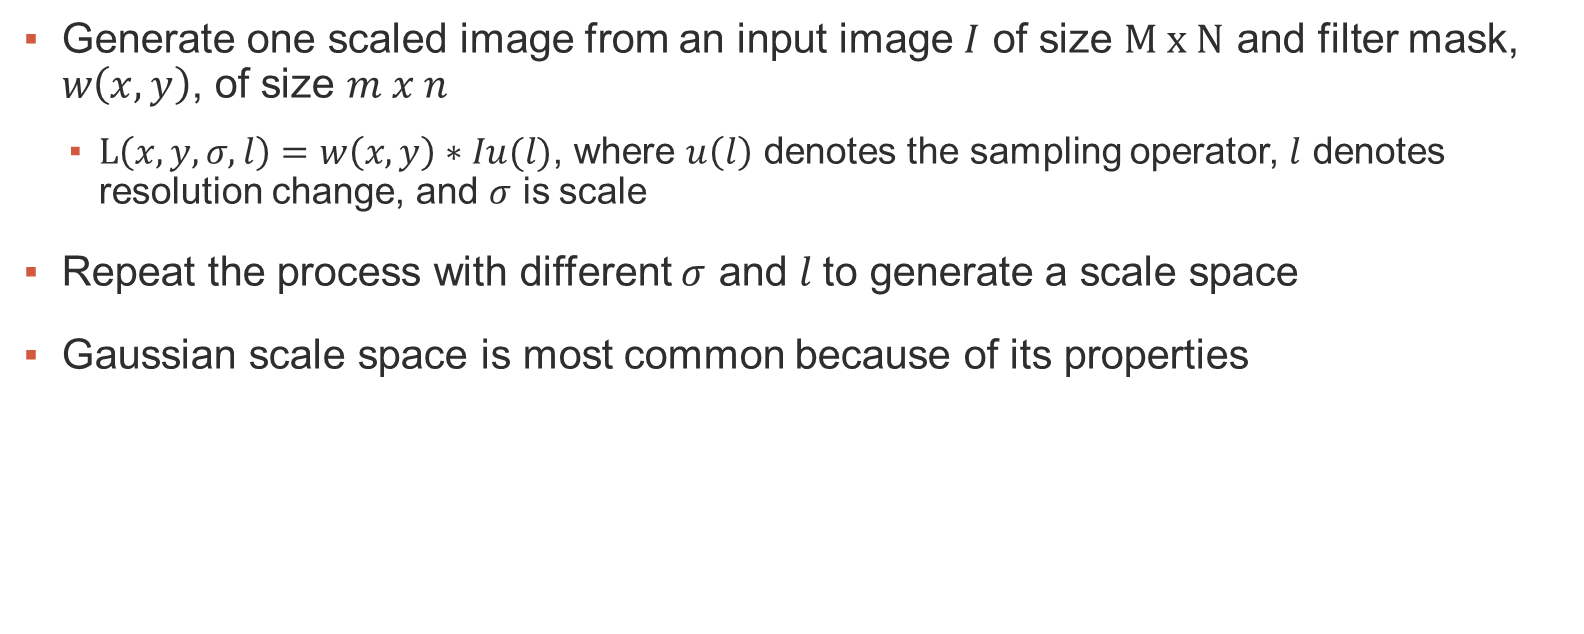 ▪ Generate one scaled image from an input image 𝐼 of size M x N and filter mask,
𝑤(𝑥, 𝑦), of size 𝑚 𝑥 𝑛
▪ L(𝑥, 𝑦, 𝜎, 𝑙) = 𝑤(𝑥, 𝑦) ∗ 𝐼𝑢(𝑙), where 𝑢(𝑙) denotes the sampling operator, 𝑙 denotes
resolution change, and 𝜎 is scale
▪ Repeat the process with different 𝜎 and 𝑙 to generate a scale space
▪ Gaussian scale space is most common because of its properties